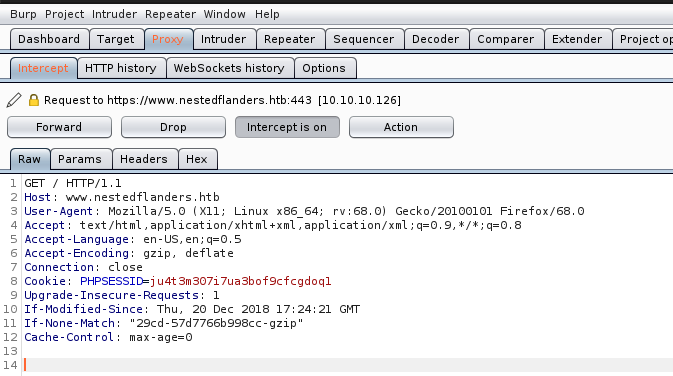 Burp Project Intruder Repeater Window Help
Dashboard Target Proxy Intruder Repeater Sequencer Decoder Comparer Extender Project op
Intercept HTTP history WebSockets history Options
Request to https://www.nestedflanders.htb:443 [10.10.10.126]
Forward Drop Intercept is on Action
Raw Params Headers Hex
1 GET / HTTP/1.1
2 Host: www.nestedflanders.htb
3 User-Agent: Mozilla/5.0 (X11; Linux x86_64; rv:68.0) Gecko/20100101 Firefox/68.0
4 Accept: text/html,application/xhtml+xml,application/xml;q=0.9,*/*;q=0.8
5 Accept-Language: en-US,en;q=0.5
6 Accept-Encoding: gzip, deflate
7 Connection: close
8 Cookie: PHPSESSID=ju4t3m307i7ua3bof9cfcgdoq1
9 Upgrade-Insecure-Requests: 1
10 If-Modified-Since: Thu, 20 Dec 2018 17:24:21 GMT
11 If-None-Match: "29cd-57d7766b998cc-gzip"
12 Cache-Control: max-age=0
13
14